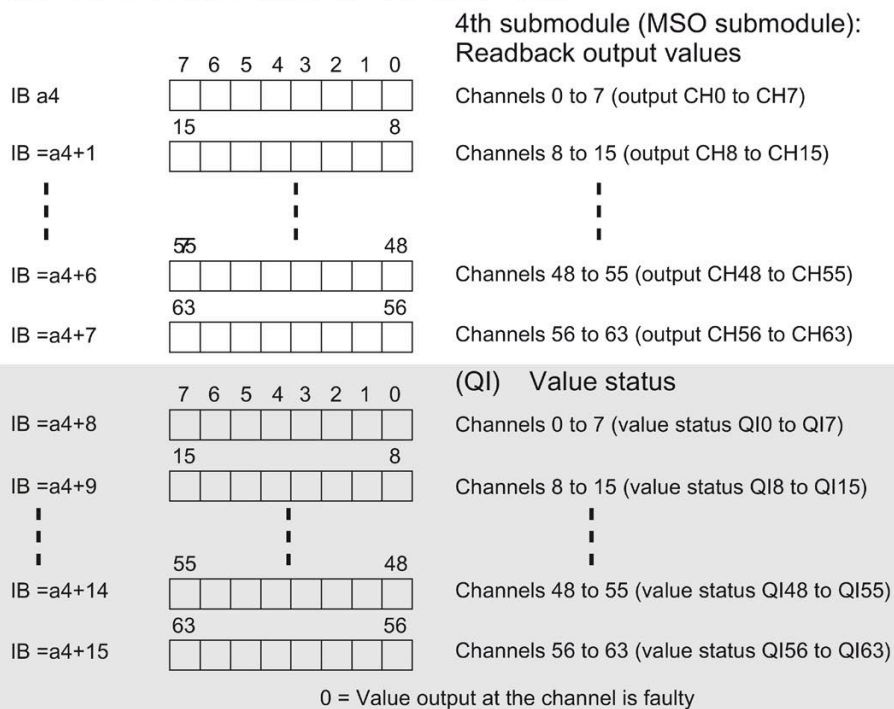 4th submodule (MSO submodule):
Readback output values
7 6 5 4 3 2 1 0
IB a4 Channels 0 to 7 (output CH0 to CH7)
15 8
IB =a4+1 Channels 8 to 15 (output CH8 to CH15)
55 48
IB =a4+6 Channels 48 to 55 (output CH48 to CH55)
63 56
IB =a4+7 Channels 56 to 63 (output CH56 to CH63)
(QI) Value status
7 6 5 4 3 2 1 0
IB =a4+8 Channels 0 to 7 (value status QI0 to QI7)
15 8
IB =a4+9 Channels 8 to 15 (value status QI8 to QI15)
55 48
IB =a4+14 Channels 48 to 55 (value status QI48 to QI55)
63 56
IB =a4+15 Channels 56 to 63 (value status QI56 to QI63)
0 = Value output at the channel is faulty